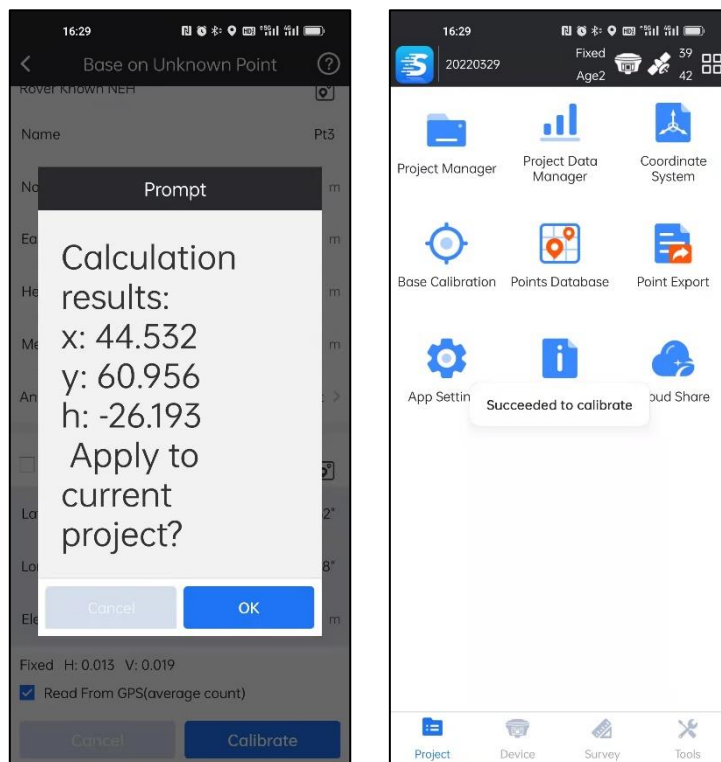 16:29
Base on Unknown Point
Rover Known NEH
Name Pt3
m
m
m
m
Prompt
Calculation
results:
x: 44.532
y: 60.956
h: -26.193
Apply to
current
project?
Cancel OK
m
Fixed H: 0.013 V: 0.019
Read From GPS(average count)
Cancel Calibrate
16:29
20220329
Fixed 39
Age2 42
Project Manager
Project Data
Manager
Coordinate
System
Base Calibration
Points Database
Point Export
App Settin
oud Share
Succeeded to calibrate
Project
Device
Survey
Tools